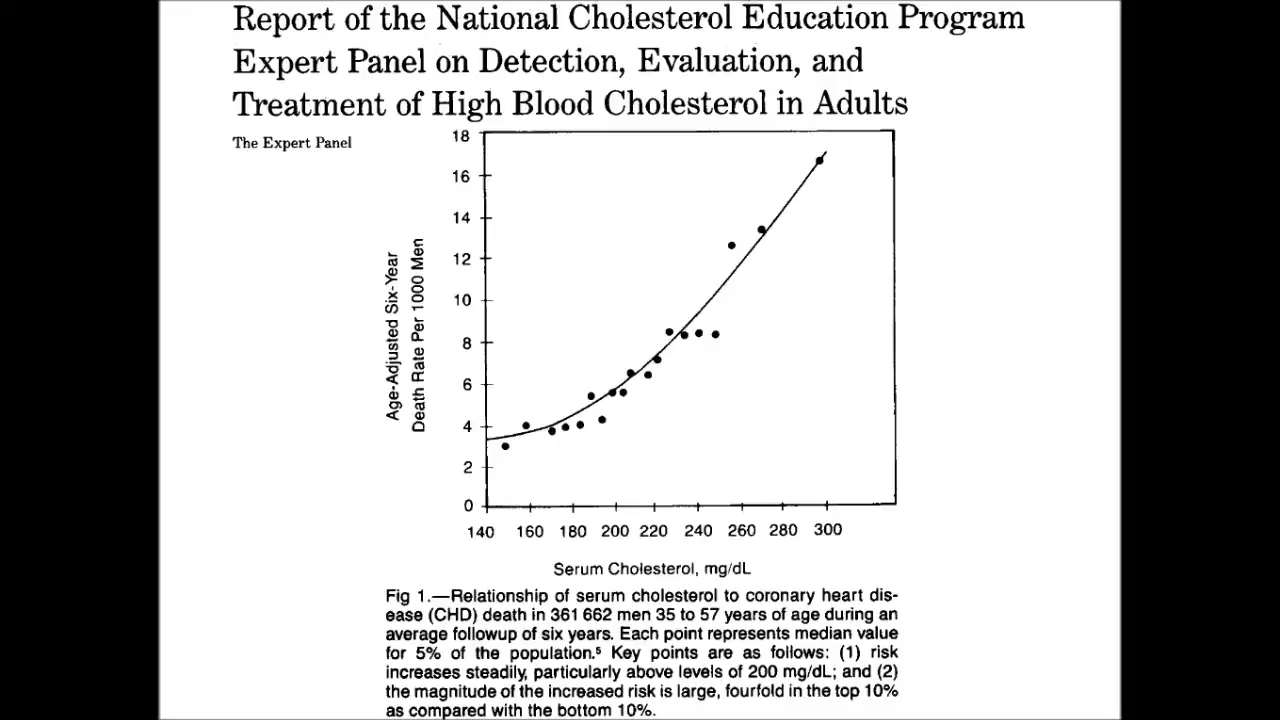 Report of the National Cholesterol Education Program
Expert Panel on Detection, Evaluation, and
Treatment of High Blood Cholesterol in Adults
The Expert Panel
18
16
14
12
10
8
6
4
2
0
Age-Adjusted Six-Year
Death Rate Per 1000 Men
140 160 180 200 220 240 260 280 300
Serum Cholesterol, mg/dL
Fig 1.—Relationship of serum cholesterol to coronary heart dis-
ease (CHD) death in 361 662 men 35 to 57 years of age during an
average followup of six years. Each point represents median value
for 5% of the population.⁵ Key points are as follows: (1) risk
increases steadily, particularly above levels of 200 mg/dL; and (2)
the magnitude of the increased risk is large, fourfold in the top 10%
as compared with the bottom 10%.